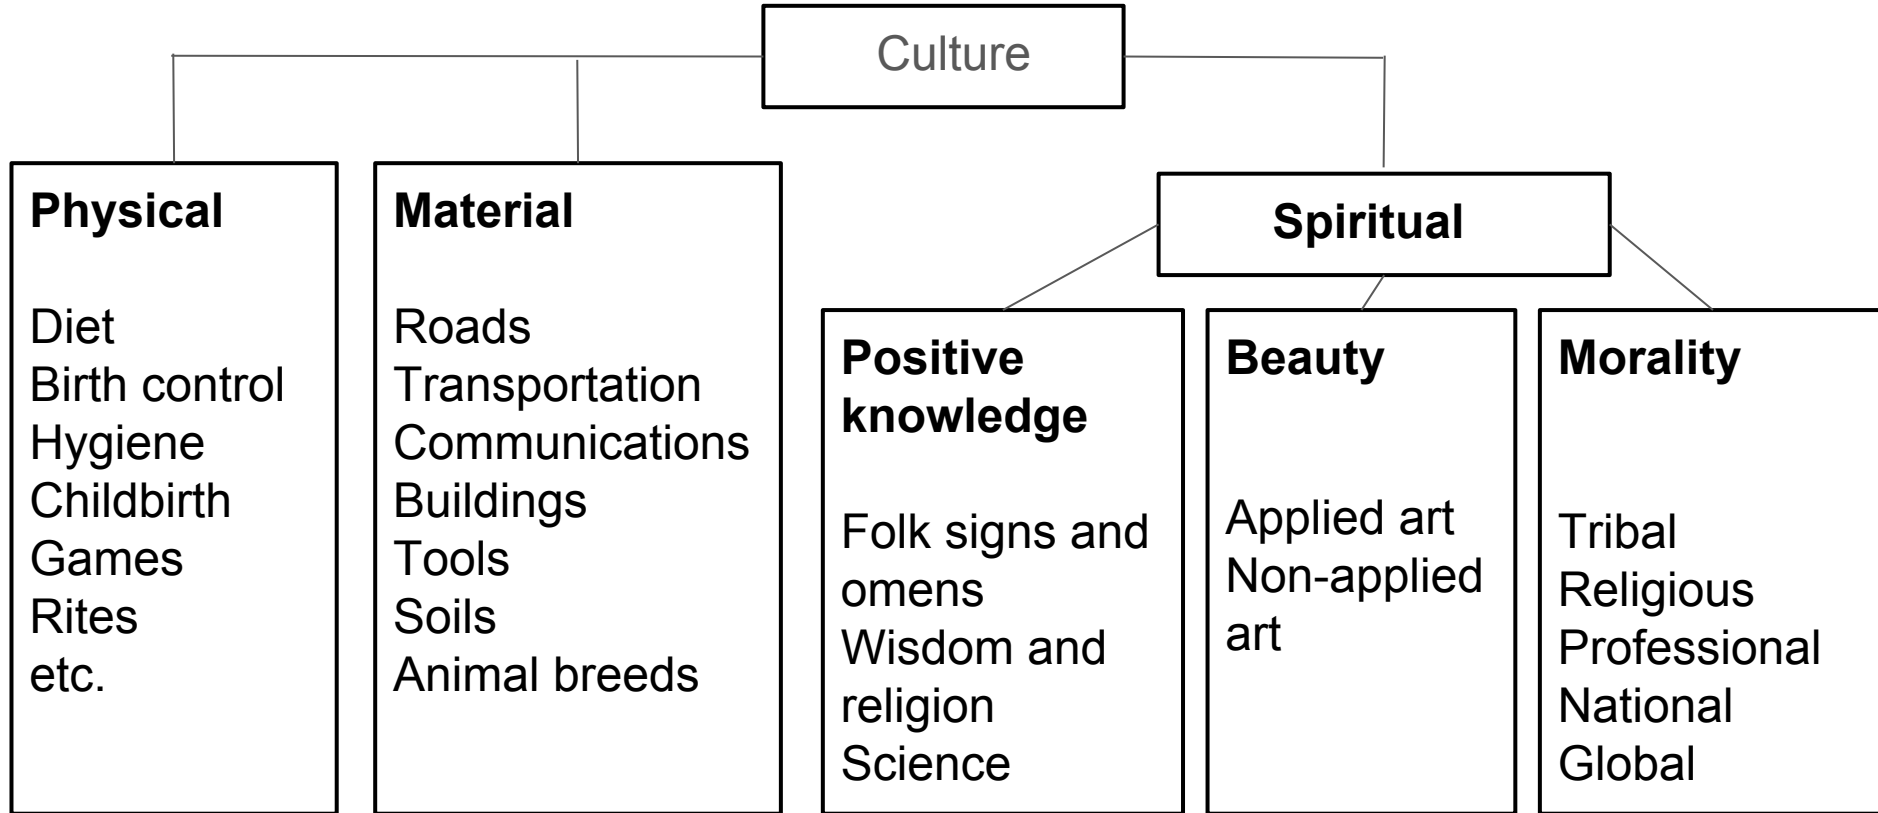 Culture
Physical
Diet
Birth control
Hygiene
Childbirth
Games
Rites
etc.
Material
Roads
Transportation
Communications
Buildings
Tools
Soils
Animal breeds
Spiritual
Positive
knowledge
Folk signs and
omens
Wisdom and
religion
Science
Beauty
Applied art
Non-applied
art
Morality
Tribal
Religious
Professional
National
Global